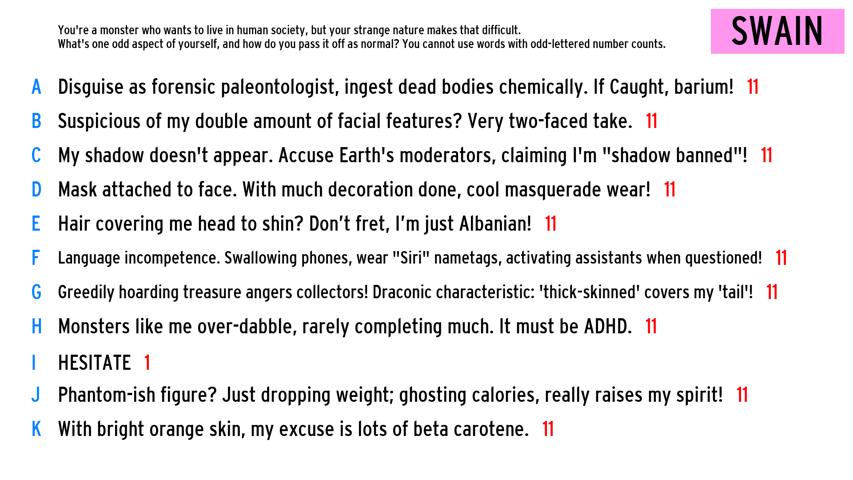 You're a monster who wants to live in human society, but your strange nature makes that difficult.
What's one odd aspect of yourself, and how do you pass it off as normal? You cannot use words with odd-lettered number counts.
SWAIN
A Disguise as forensic paleontologist, ingest dead bodies chemically. If Caught, barium! 11
B Suspicious of my double amount of facial features? Very two-faced take. 11
C My shadow doesn't appear. Accuse Earth's moderators, claiming I'm "shadow banned"! 11
D Mask attached to face. With much decoration done, cool masquerade wear! 11
E Hair covering me head to shin? Don’t fret, I’m just Albanian! 11
F Language incompetence. Swallowing phones, wear "Siri" nametags, activating assistants when questioned! 11
G Greedily hoarding treasure angers collectors! Draconic characteristic: 'thick-skinned' covers my 'tail'! 11
H Monsters like me over-dabble, rarely completing much. It must be ADHD. 11
I HESITATE 1
J Phantom-ish figure? Just dropping weight; ghosting calories, really raises my spirit! 11
K With bright orange skin, my excuse is lots of beta carotene. 11